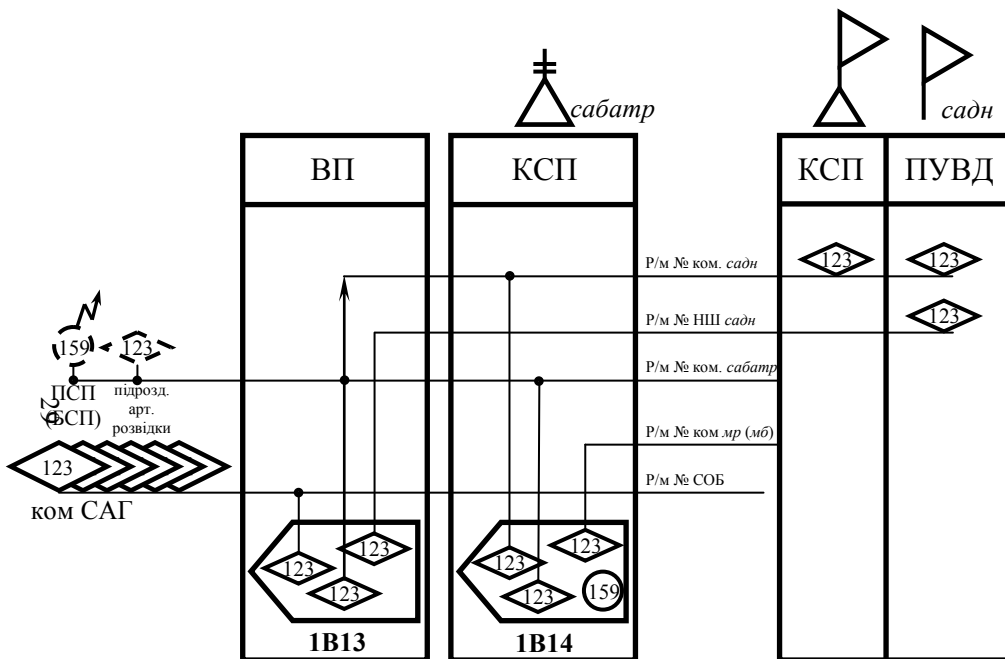 сабатр
садн
ВП
КСП
КСП
ПУВД
Р/м № ком. садн
123
123
Р/м № НШ садн
123
159
123
Р/м № ком. сабатр
ПСП
(БСП)
підрозд.
арт.
розвідки
Р/м № ком мр (мб)
123
Р/м № СОБ
ком САГ
123
123
123
123
123
123
159
1В13
1В14